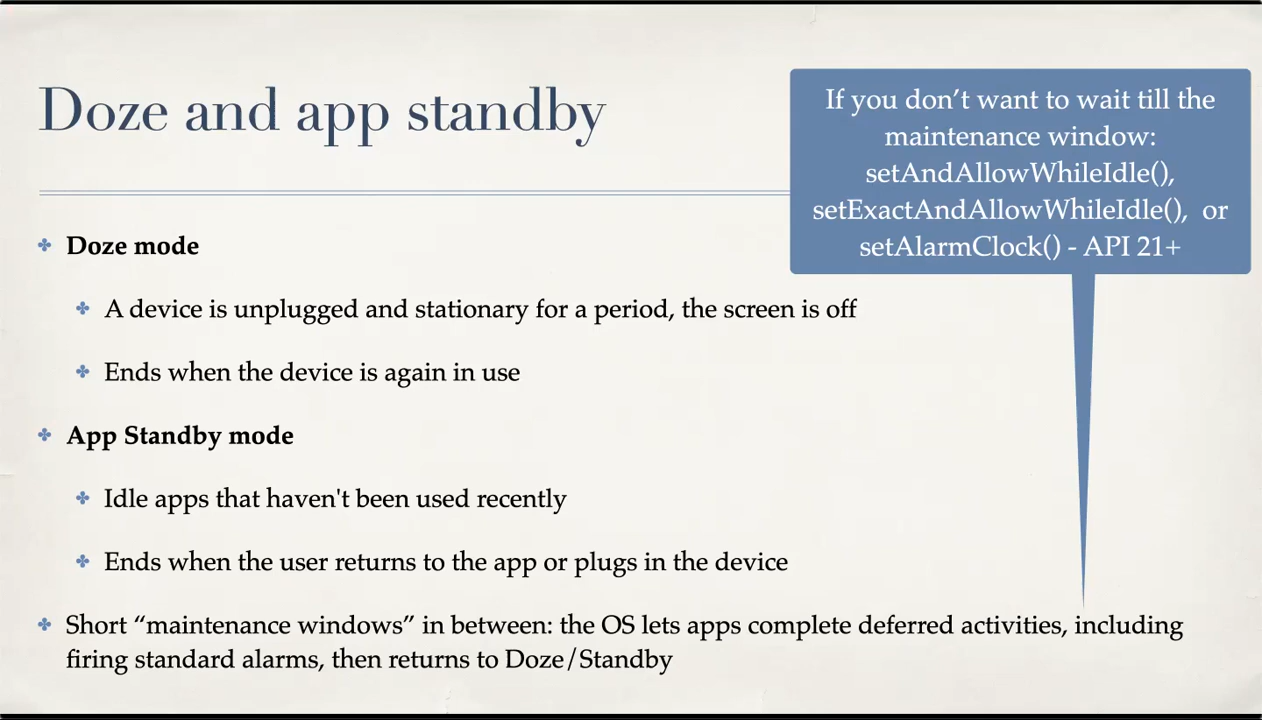 Doze and app standby
If you don’t want to wait till the
maintenance window:
setAndAllowWhileIdle(),
setExactAndAllowWhileIdle(),  or
setAlarmClock() - API 21+
Doze mode
A device is unplugged and stationary for a period, the screen is off
Ends when the device is again in use
App Standby mode
Idle apps that haven't been used recently
Ends when the user returns to the app or plugs in the device
Short “maintenance windows” in between: the OS lets apps complete deferred activities, including
firing standard alarms, then returns to Doze/Standby